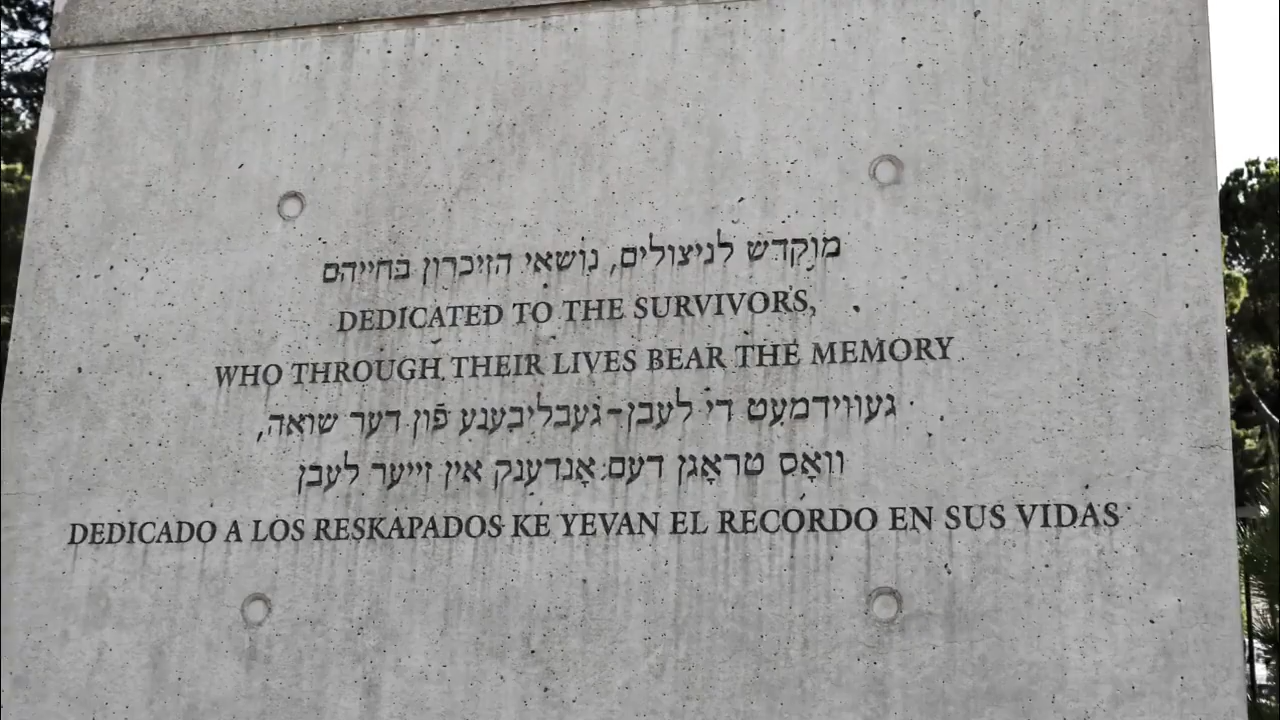 מוקדש לניצולים, נושאי הזיכרון בחייהם
DEDICATED TO THE SURVIVORS,
WHO THROUGH THEIR LIVES BEAR THE MEMORY
געווידמעט די לעבן-געבליבענע פֿון דער שואה,
וואָס טראָגן דעם אָנדענק אין זייער לעבן
DEDICADO A LOS RESKAPADOS KE YEVAN EL RECORDO EN SUS VIDAS